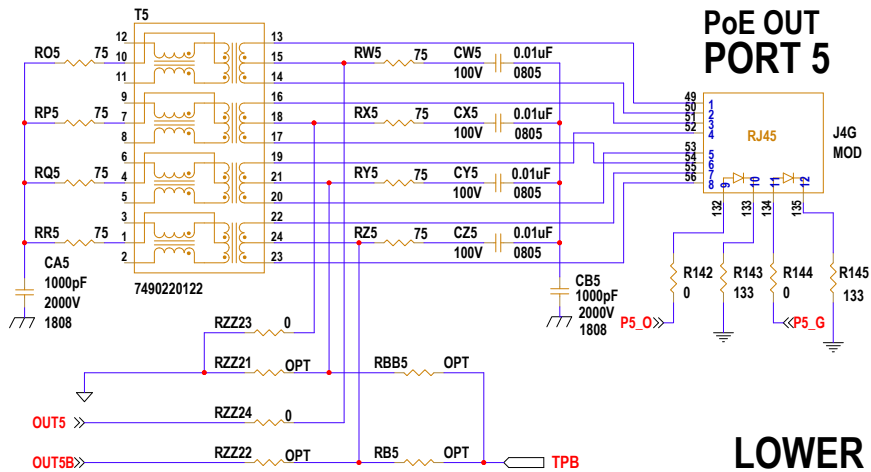 T5
PoE OUT
PORT 5
RO5 75 12 10 11 13 15 14 RW5 75 CW5 0.01uF 100V 0805
RP5 75 9 7 8 16 18 17 RX5 75 CX5 0.01uF 100V 0805
RQ5 75 6 4 5 19 21 20 RY5 75 CY5 0.01uF 100V 0805
RR5 75 3 1 2 22 24 23 RZ5 75 CZ5 0.01uF 100V 0805
7490220122
49 50 51 52 53 54 55 56
1 2 3 4 5 6 7 8
RJ45
J4G
MOD
9 10 11 12
132 133 134 135
CA5
1000pF
2000V
1808
CB5
1000pF
2000V
1808
R142 0
R143 133
R144 0
R145 133
P5_O
P5_G
RZZ23 0
RZZ21 OPT RBB5 OPT
OUT5 RZZ24 0
OUT5B RZZ22 OPT RB5 OPT TPB
LOWER